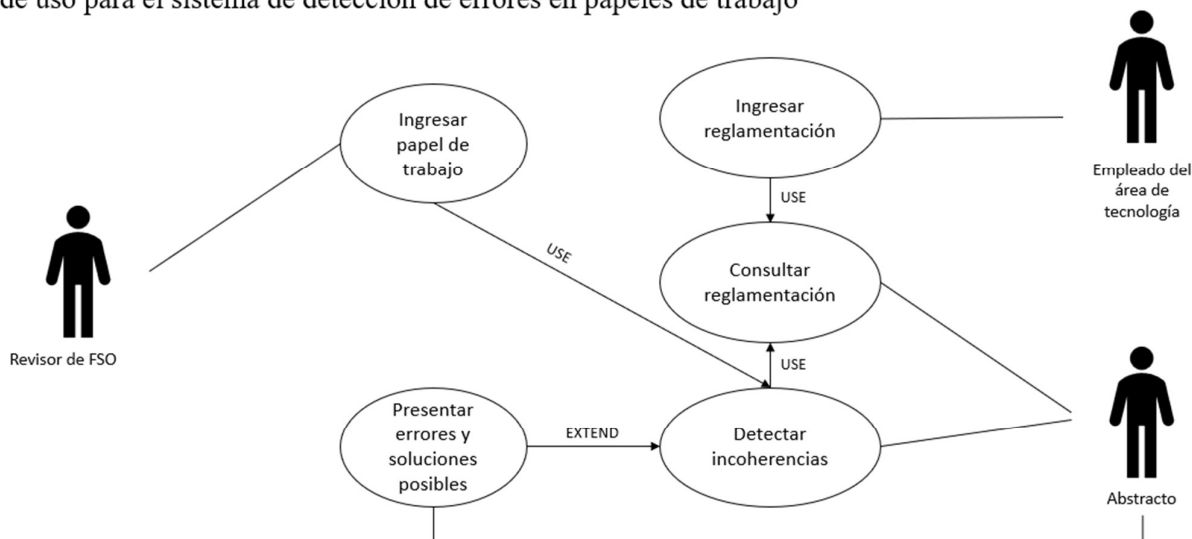 de uso para el sistema de detección de errores en papeles de trabajo
Ingresar
papel de
trabajo
Ingresar
reglamentación
Empleado del
área de
tecnología
USE
USE
Consultar
reglamentación
Revisor de FSO
USE
Presentar
errores y
soluciones
posibles
EXTEND
Detectar
incoherencias
Abstracto